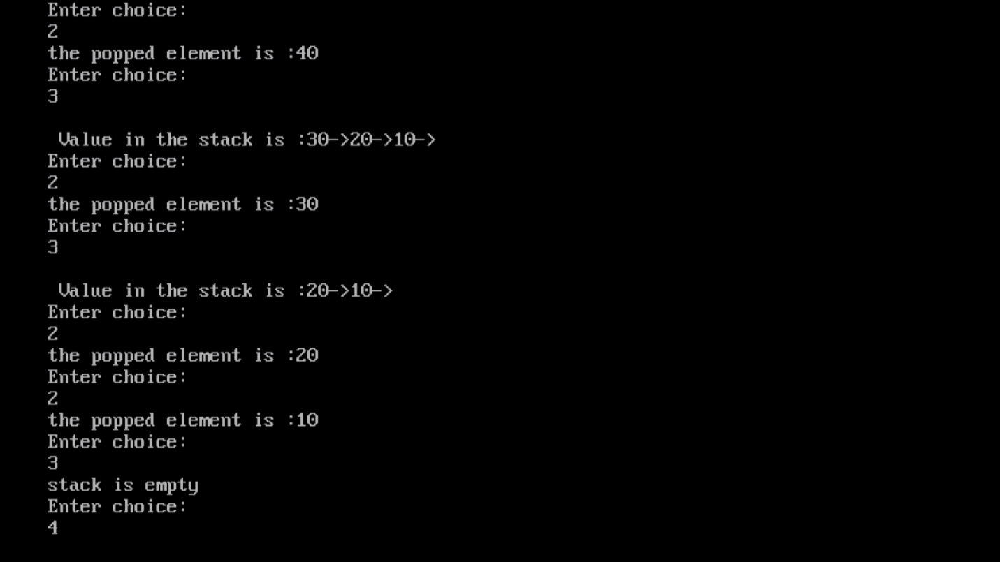 Enter choice:
2
the popped element is :40
Enter choice:
3
Value in the stack is :30->20->10->
Enter choice:
2
the popped element is :30
Enter choice:
3
Value in the stack is :20->10->
Enter choice:
2
the popped element is :20
Enter choice:
2
the popped element is :10
Enter choice:
3
stack is empty
Enter choice:
4